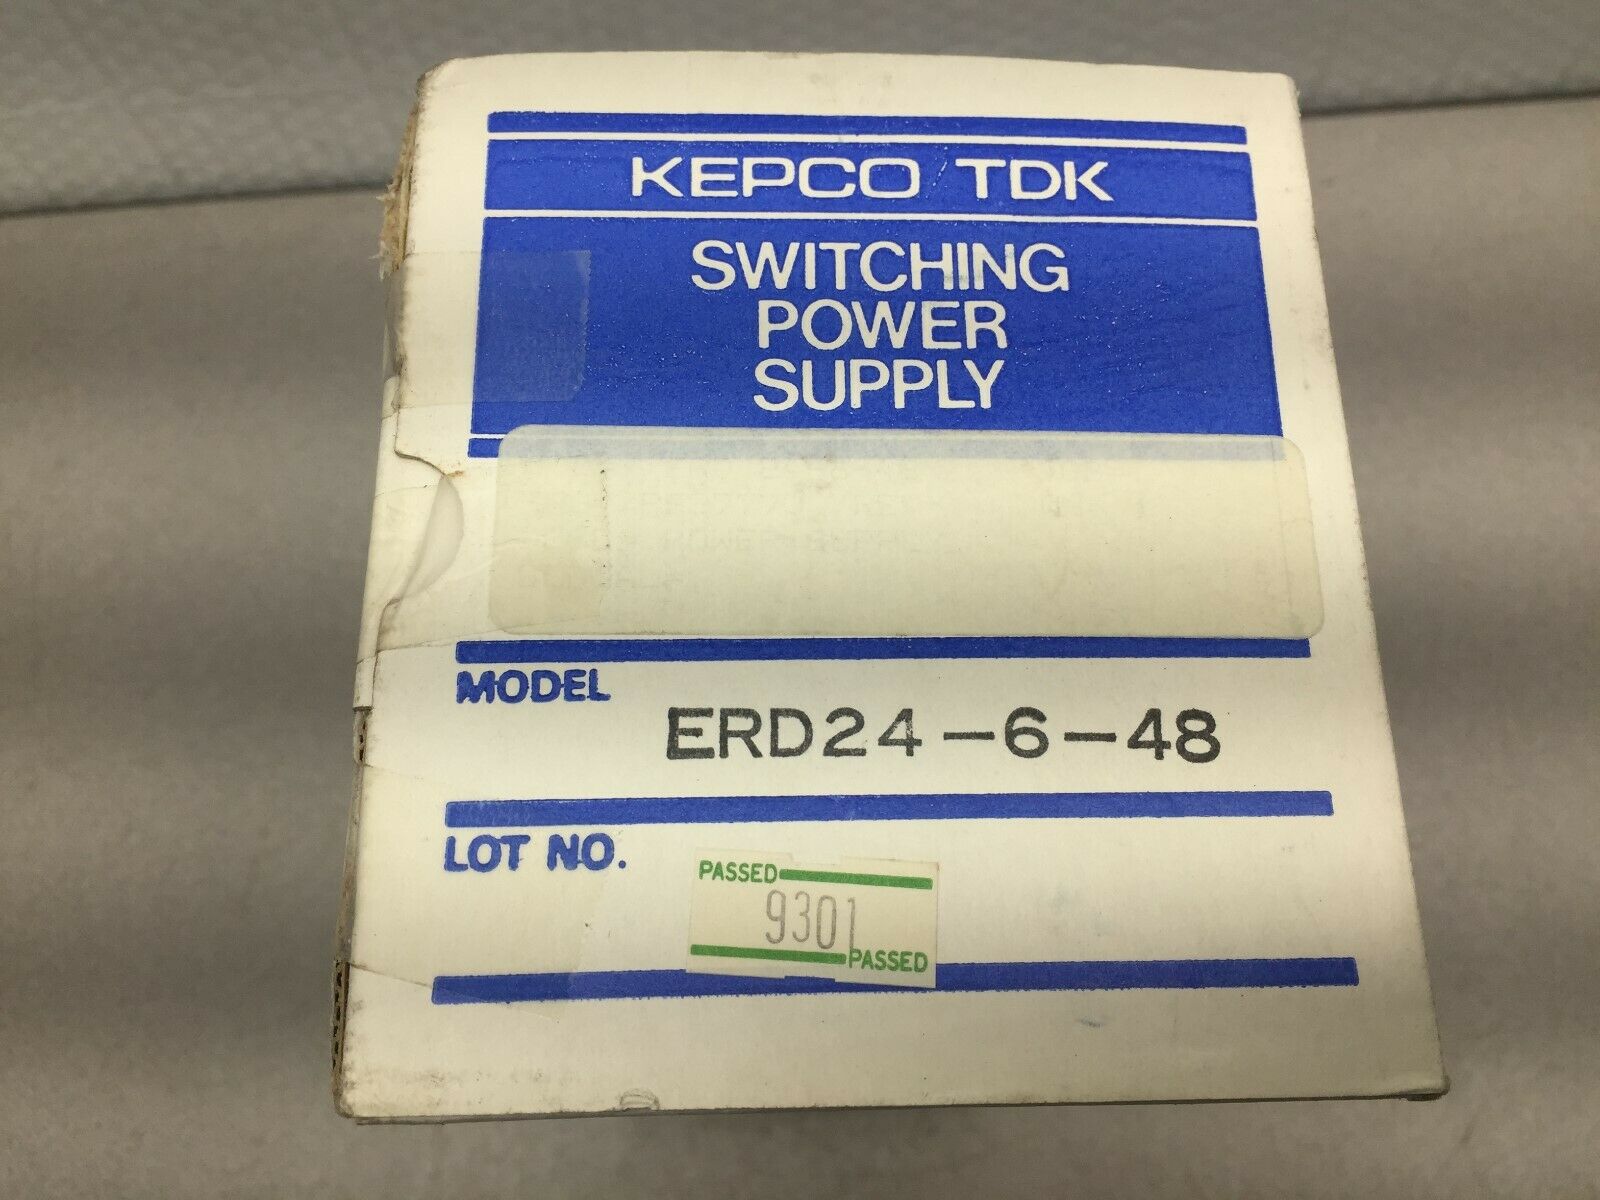 KEPCO / TDK
SWITCHING
POWER
SUPPLY
MODEL
ERD24-6-48
LOT NO.
PASSED
9301
PASSED